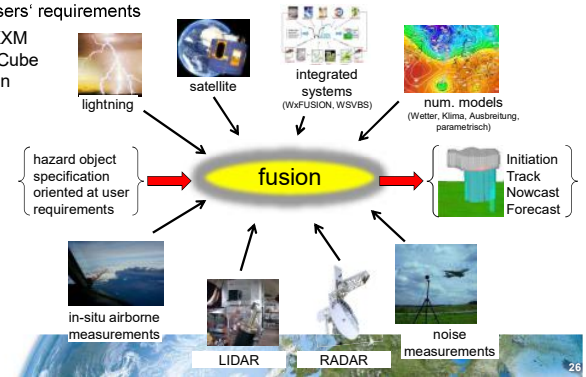 sers‘ requirements
XM
Cube
n
lightning
satellite
integrated
systems
(WxFUSION, WSVBS)
num. models
(Wetter, Klima, Ausbreitung,
parametrisch)
hazard object
specification
oriented at user
requirements
fusion
Initiation
Track
Nowcast
Forecast
in-situ airborne
measurements
LIDAR
RADAR
noise
measurements
26